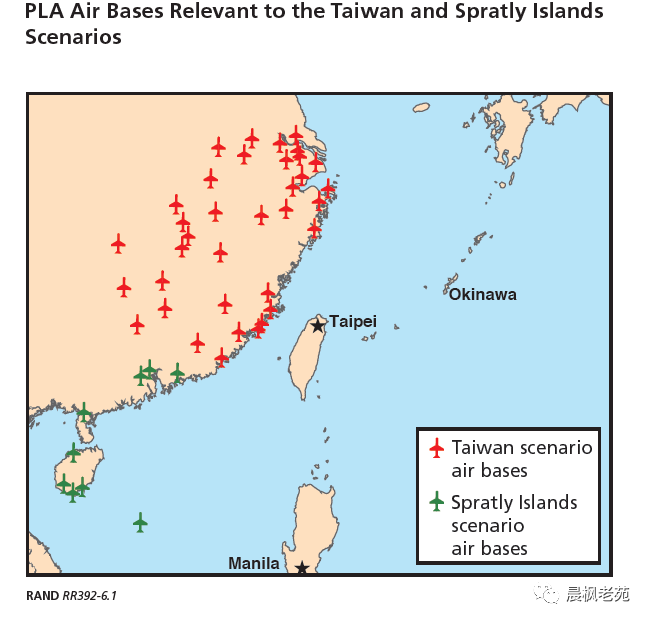 PLA Air Bases Relevant to the Taiwan and Spratly Islands
Scenarios
Okinawa
Taipei
Taiwan scenario
air bases
Spratly Islands
scenario
air bases
Manila
RAND RR392-6.1
晨枫老苑